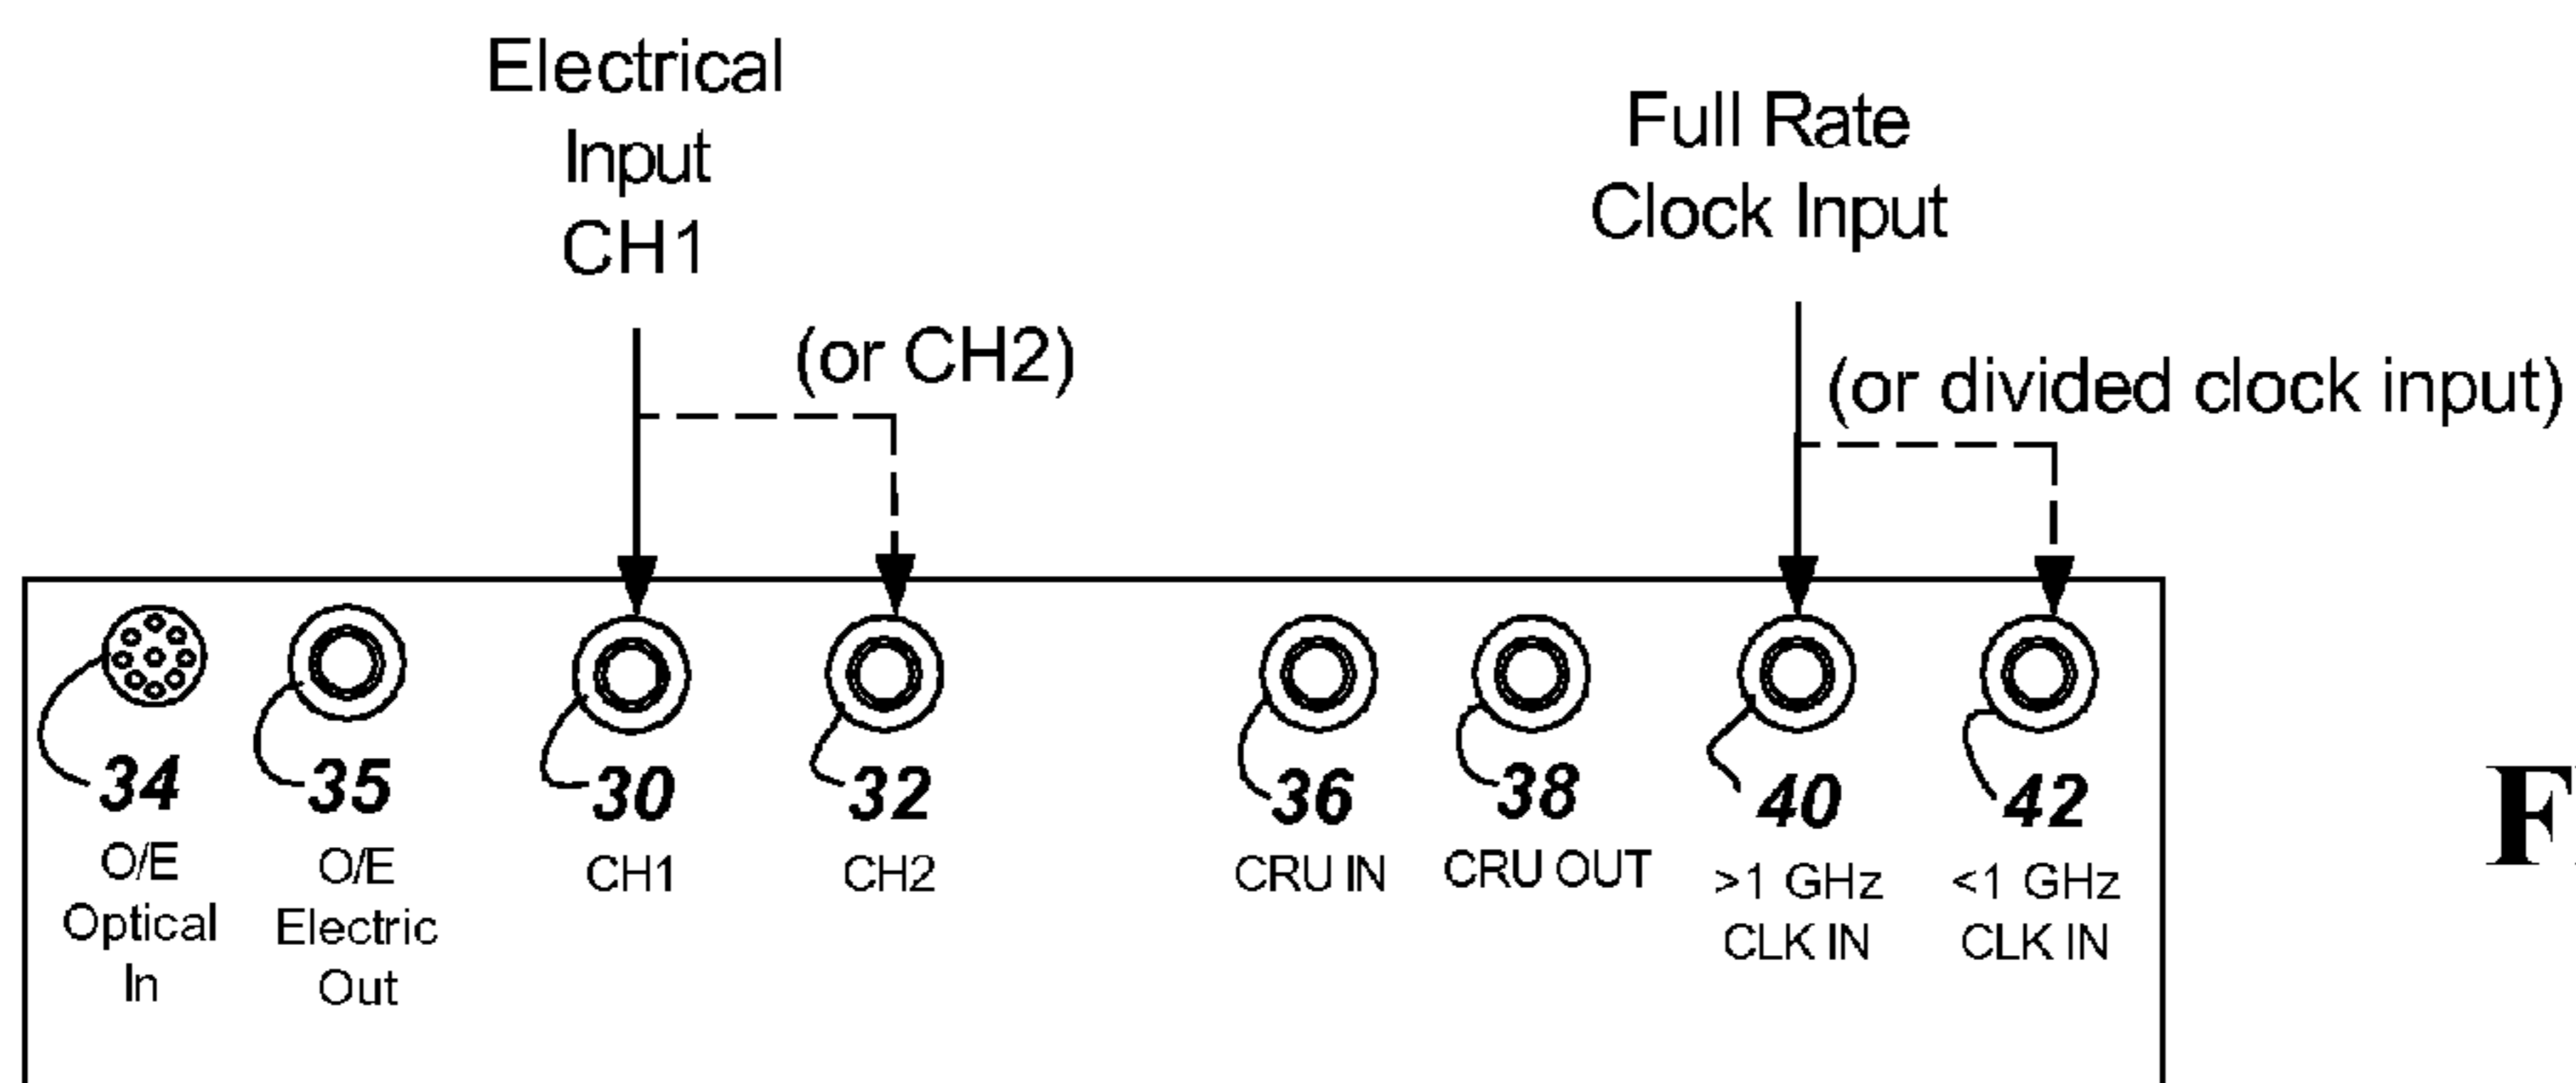 Electrical
Input
CH1
(or CH2)
Full Rate
Clock Input
(or divided clock input)
34
35
30
32
36
38
40
42
O/E
Optical
In
O/E
Electric
Out
CH1
CH2
CRU IN
CRU OUT
>1 GHz
CLK IN
<1 GHz
CLK IN